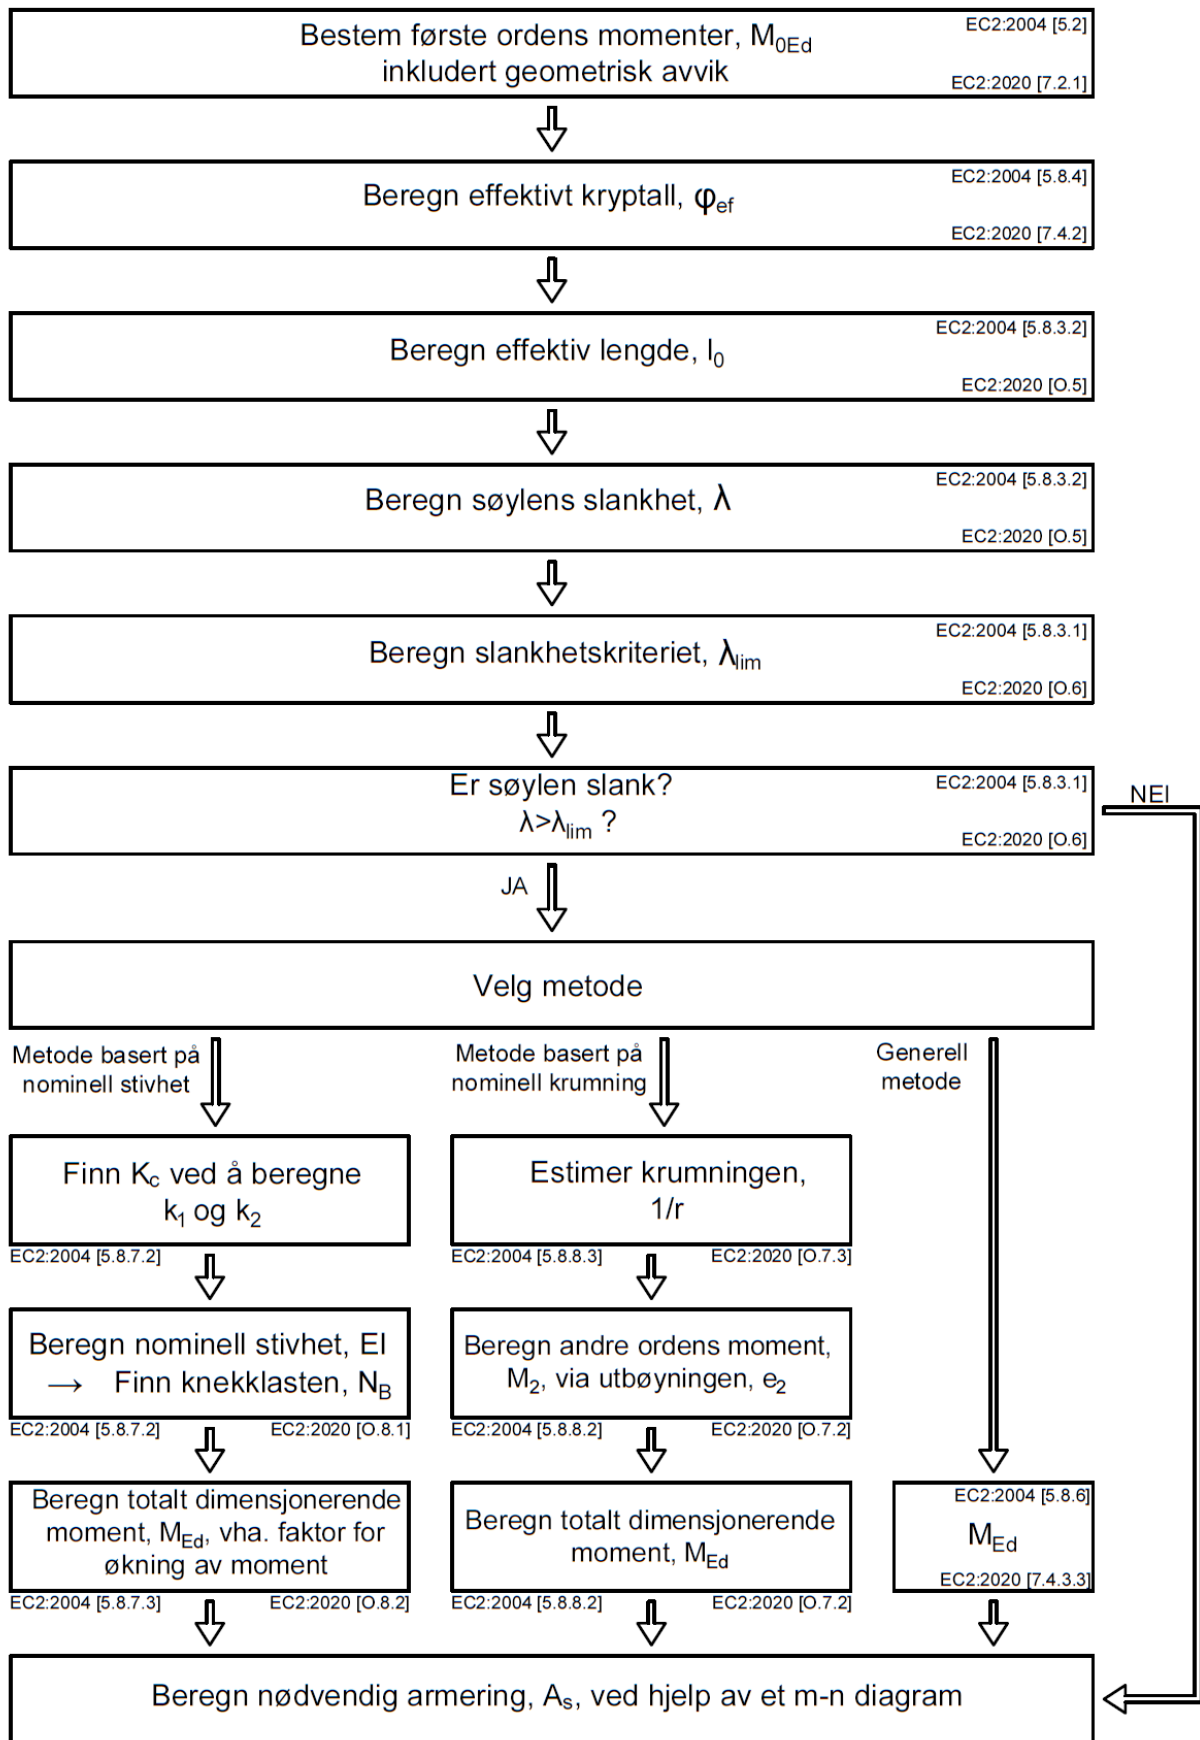 Bestem første ordens momenter, M0Ed
inkludert geometrisk avvik
EC2:2004 [5.2]
EC2:2020 [7.2.1]
Beregn effektivt kryptall, φef
EC2:2004 [5.8.4]
EC2:2020 [7.4.2]
Beregn effektiv lengde, l0
EC2:2004 [5.8.3.2]
EC2:2020 [O.5]
Beregn søylens slankhet, λ
EC2:2004 [5.8.3.2]
EC2:2020 [O.5]
Beregn slankhetskriteriet, λlim
EC2:2004 [5.8.3.1]
EC2:2020 [O.6]
Er søylen slank?
λ>λlim ?
EC2:2004 [5.8.3.1]
EC2:2020 [O.6]
NEI
JA
Velg metode
Metode basert på
nominell stivhet
Metode basert på
nominell krumning
Generell
metode
Finn Kc ved å beregne
k1 og k2
EC2:2004 [5.8.7.2]
Estimer krumningen,
1/r
EC2:2004 [5.8.8.3]
EC2:2020 [O.7.3]
Beregn nominell stivhet, EI
→ Finn knekklasten, NB
EC2:2004 [5.8.7.2]
EC2:2020 [O.8.1]
Beregn andre ordens moment,
M2, via utbøyningen, e2
EC2:2004 [5.8.8.2]
EC2:2020 [O.7.2]
Beregn totalt dimensjonerende
moment, MEd, vha. faktor for
økning av moment
EC2:2004 [5.8.7.3]
EC2:2020 [O.8.2]
Beregn totalt dimensjonerende
moment, MEd
EC2:2004 [5.8.8.2]
EC2:2020 [O.7.2]
EC2:2004 [5.8.6]
MEd
EC2:2020 [7.4.3.3]
Beregn nødvendig armering, As, ved hjelp av et m-n diagram